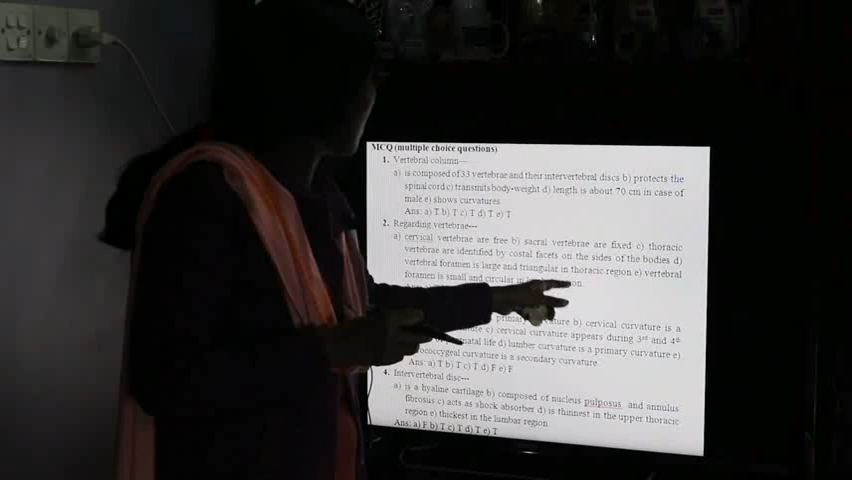 MCQ (multiple choice questions)
1. Vertebral column---
a) is composed of 33 vertebrae and their intervertebral discs b) protects the
spinal cord c) transmits body-weight d) length is about 70 cm in case of
male e) shows curvatures
Ans: a) T b) T c) T d) T e) T
2. Regarding vertebrae---
a) cervical vertebrae are free b) sacral vertebrae are fixed c) thoracic
vertebrae are identified by costal facets on the sides of the bodies d)
vertebral foramen is large and triangular in thoracic region e) vertebral
foramen is small and circular in
primary b) cervical curvature is a
c) cervical curvature appears during 3rd and 4th
life d) lumbar curvature is a primary curvature e)
curvature is a secondary curvature.
Ans: a) T b) T c) T d) F e) F
4. Intervertebral disc---
a) is a hyaline cartilage b) composed of nucleus pulposus and annulus
fibrosus c) acts as shock absorber d) is thinnest in the upper thoracic
region e) thickest in the lumbar region
Ans: a) F b) T c) T d) T e) T